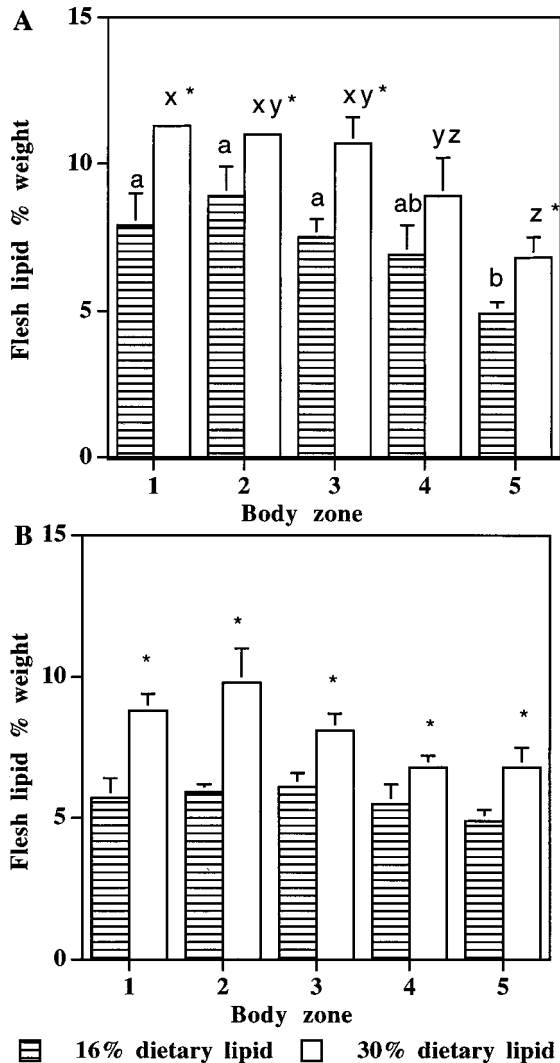 A
15
10
5
0
Flesh lipid % weight
a
x *
a
xy *
a
xy *
ab
yz
b
z *
1 2 3 4 5
Body zone
B
15
10
5
0
Flesh lipid % weight
*
*
*
*
*
1 2 3 4 5
Body zone
16% dietary lipid 30% dietary lipid